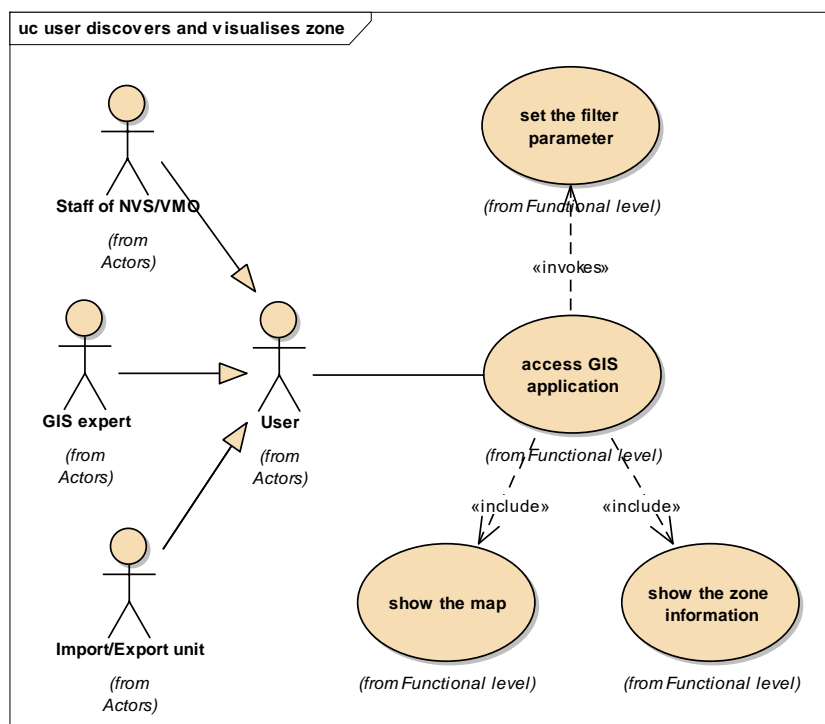 uc user discovers and visualises zone
Staff of NVS/VMO
(from
Actors)
GIS expert
(from
Actors)
Import/Export unit
(from
Actors)
User
(from
Actors)
set the filter
parameter
(from Functional level)
«invokes»
access GIS
application
(from Functional level)
«include»
«include»
show the map
(from Functional level)
show the zone
information
(from Functional level)